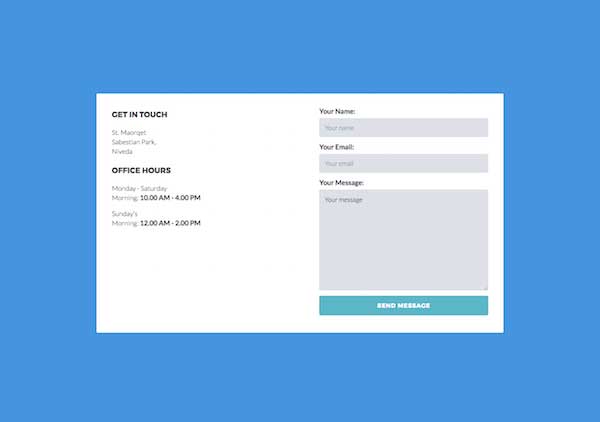 GET IN TOUCH
St. Maorqet
Sabestian Park,
Niveda
OFFICE HOURS
Monday - Saturday
Morning: 10.00 AM - 4.00 PM
Sunday's
Morning: 12.00 AM - 2.00 PM
Your Name:
Your name
Your Email:
Your email
Your Message:
Your message
SEND MESSAGE